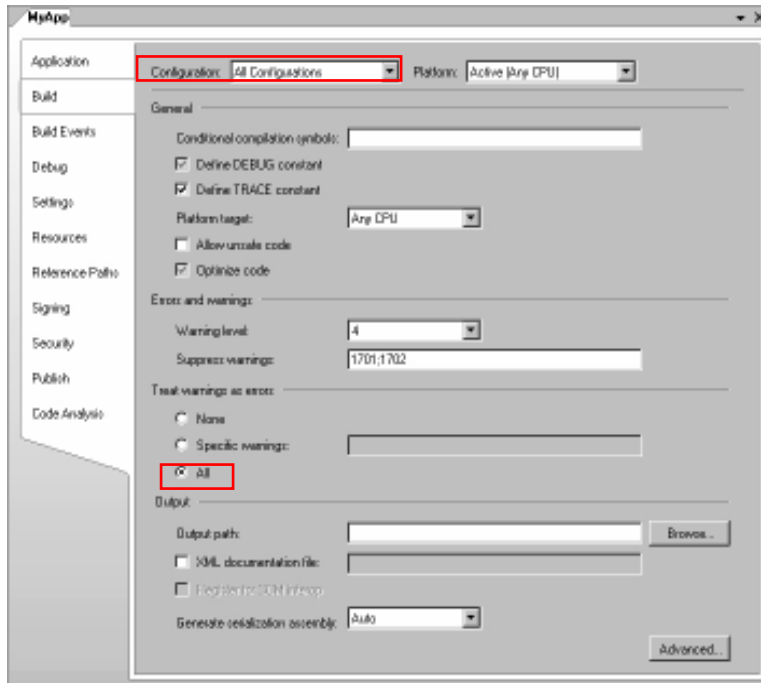 MyApp
Application
Configuration: All Configurations Platform: Active (Any CPU)
Build
General
Build Events
Conditional compilation symbols:
Debug
Define DEBUG constant
Define TRACE constant
Settings
Platform target: Any CPU
Resources
Allow unsafe code
Reference Paths
Optimize code
Signing
Errors and warnings
Warning level: 4
Security
Suppress warnings: 1701;1702
Publish
Treat warnings as errors
Code Analysis
None
Specific warnings:
All
Output
Output path: Browse...
XML documentation file:
Register for COM interop
Generate serialization assembly: Auto
Advanced...